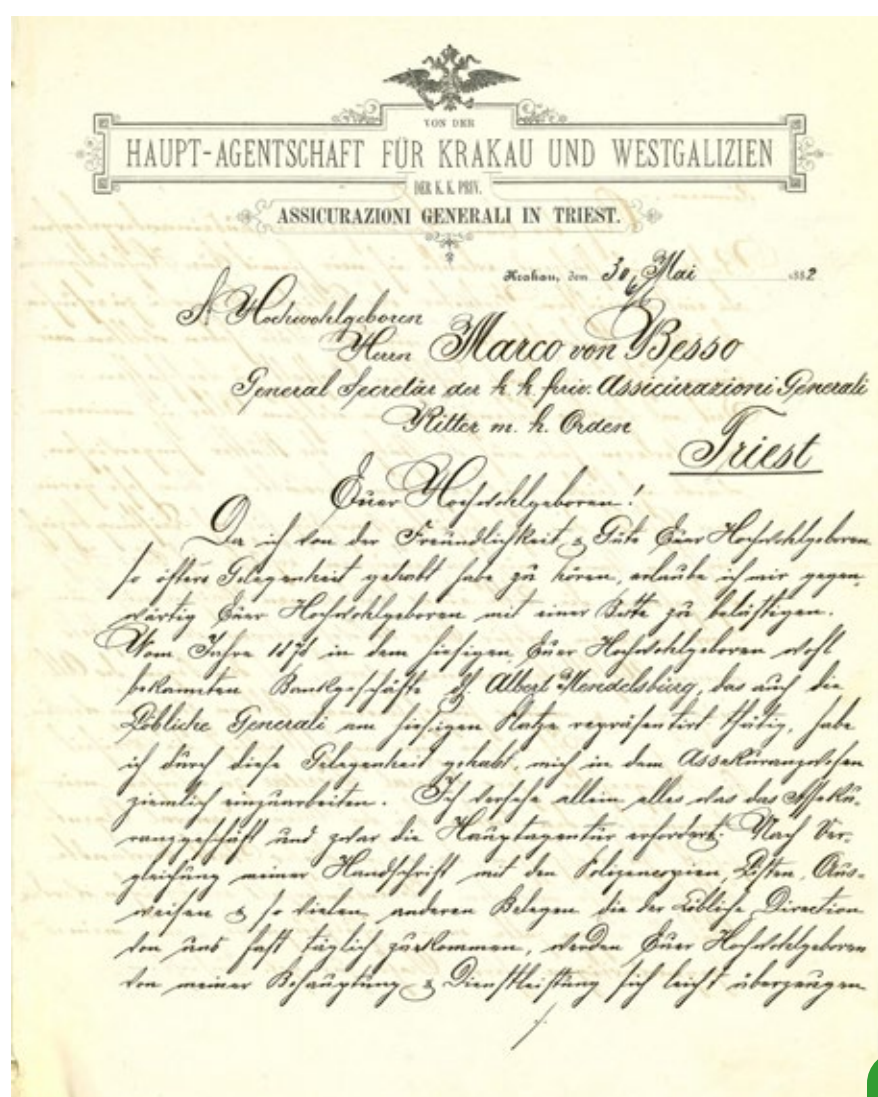 VON DER
HAUPT-AGENTSCHAFT FÜR KRAKAU UND WESTGALIZIEN
DER K. K. PRIV.
ASSICURAZIONI GENERALI IN TRIEST.
Krakau, den 30 Mai 1882
Sr Hochwohlgeboren
Herrn Marco von Besso
General Secretär der k. k. priv. Assicurazioni Generali
Ritter m. h. Orden
Triest
Euer Hochwohlgeboren!
Da ich von der Freundlichkeit & Güte Euer Hochwohlgeboren
so öftere Gelegenheit gehabt habe zu hören, erlaube ich mir gegen-
wärtig Euer Hochwohlgeboren mit einer Bitte zu belästigen.
Vom Jahre 1878 in dem hiesigen, Euer Hochwohlgeboren wohl
bekannten Bankgeschäfte Albert Mendelsburg, das auch die
Löbliche Generali am hiesigen Platze repräsentirt thätig, habe
ich durch diese Gelegenheit gehabt, mich in dem Assekuranzwesen
ziemlich einzuarbeiten. Ich versehe allein alles was das Asseku-
ranzgeschäft und zwar die Hauptagentur erfordert. Nach Ver-
gleichung meiner Handschrift mit den Polizencopien, Listen, Aus-
weisen & so vielen anderen Belegen die der Löbliche Direction
von uns fast täglich zukommen, werden Euer Hochwohlgeboren
von meiner Behauptung & Dienstleistung sich leicht überzeugen